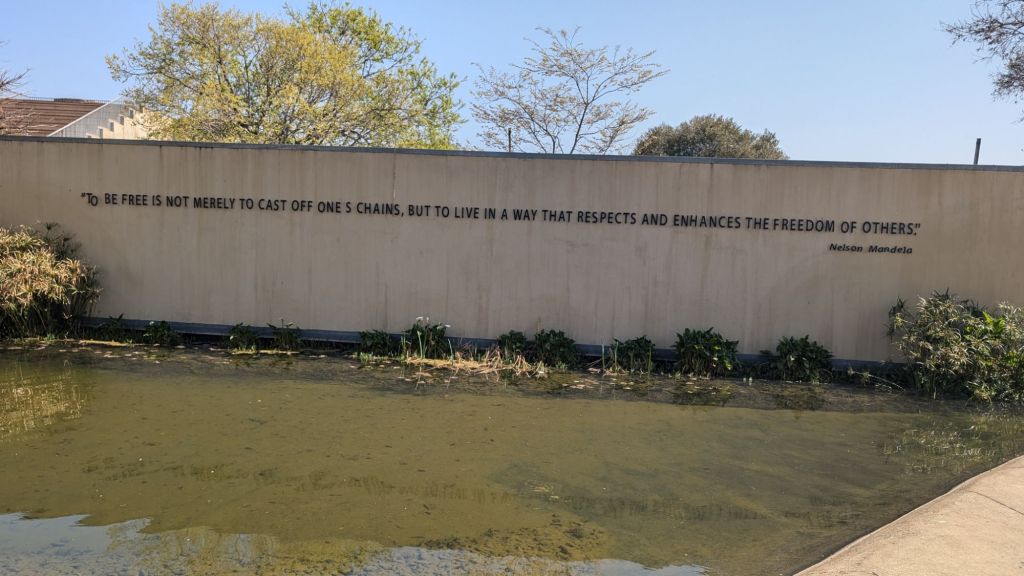 "TO BE FREE IS NOT MERELY TO CAST OFF ONE S CHAINS, BUT TO LIVE IN A WAY THAT RESPECTS AND ENHANCES THE FREEDOM OF OTHERS."
Nelson Mandela